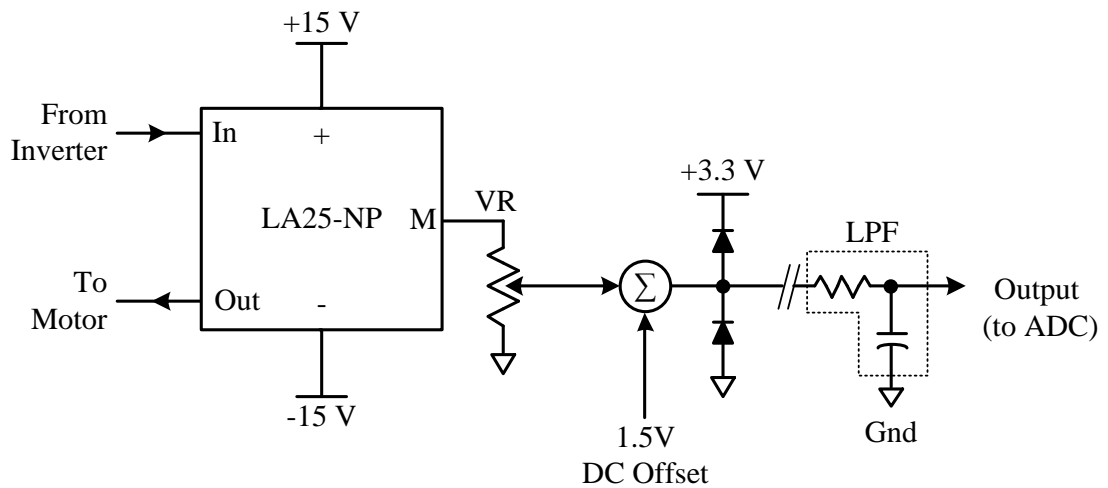 +15 V
From
Inverter
In
+
LA25-NP
M
VR
+3.3 V
LPF
Σ
To
Motor
Out
-
-15 V
1.5V
DC Offset
Output
(to ADC)
Gnd